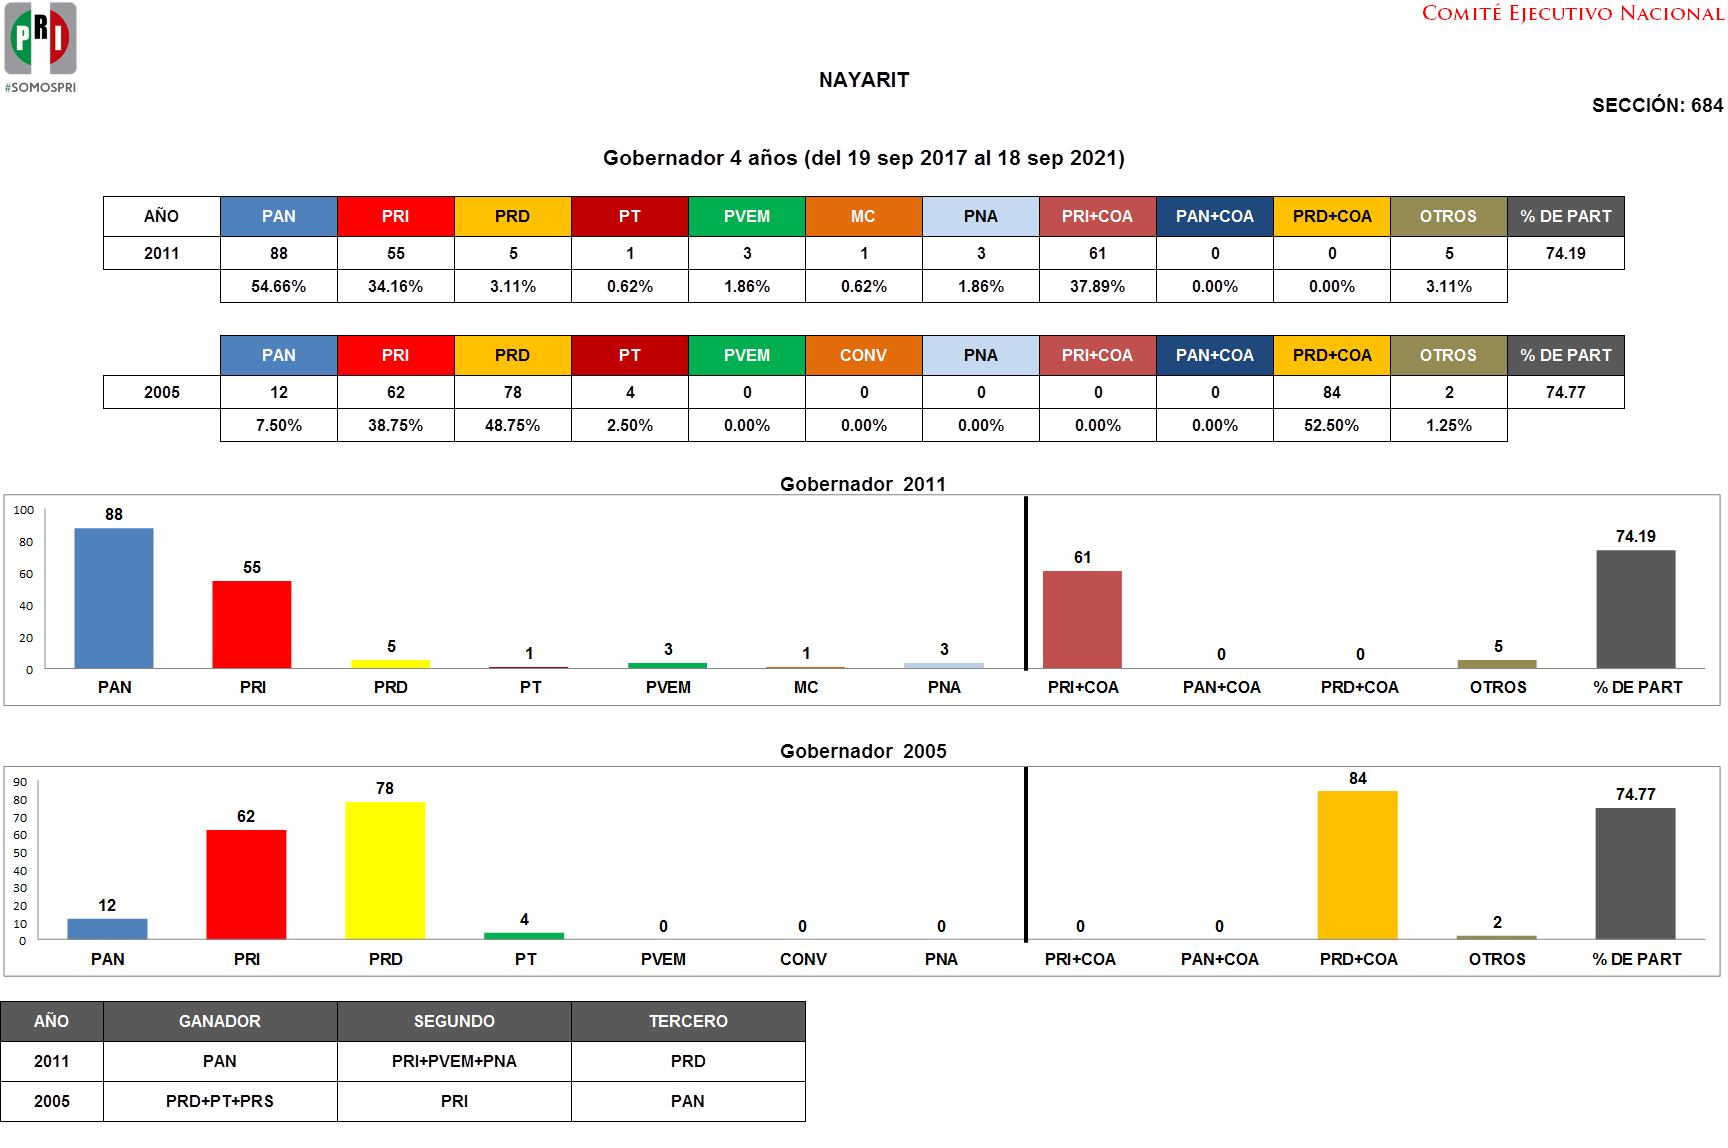 PRI
#SOMOSPRI
COMITÉ EJECUTIVO NACIONAL
NAYARIT
SECCIÓN: 684
Gobernador 4 años (del 19 sep 2017 al 18 sep 2021)
AÑO PAN PRI PRD PT PVEM MC PNA PRI+COA PAN+COA PRD+COA OTROS % DE PART
2011 88 55 5 1 3 1 3 61 0 0 5 74.19
54.66% 34.16% 3.11% 0.62% 1.86% 0.62% 1.86% 37.89% 0.00% 0.00% 3.11%
PAN PRI PRD PT PVEM CONV PNA PRI+COA PAN+COA PRD+COA OTROS % DE PART
2005 12 62 78 4 0 0 0 0 0 84 2 74.77
7.50% 38.75% 48.75% 2.50% 0.00% 0.00% 0.00% 0.00% 0.00% 52.50% 1.25%
Gobernador 2011
100
80
60
40
20
0
88 55 5 1 3 1 3 61 0 0 5 74.19
PAN PRI PRD PT PVEM MC PNA PRI+COA PAN+COA PRD+COA OTROS % DE PART
Gobernador 2005
90
80
70
60
50
40
30
20
10
0
12 62 78 4 0 0 0 0 0 84 2 74.77
PAN PRI PRD PT PVEM CONV PNA PRI+COA PAN+COA PRD+COA OTROS % DE PART
AÑO GANADOR SEGUNDO TERCERO
2011 PAN PRI+PVEM+PNA PRD
2005 PRD+PT+PRS PRI PAN